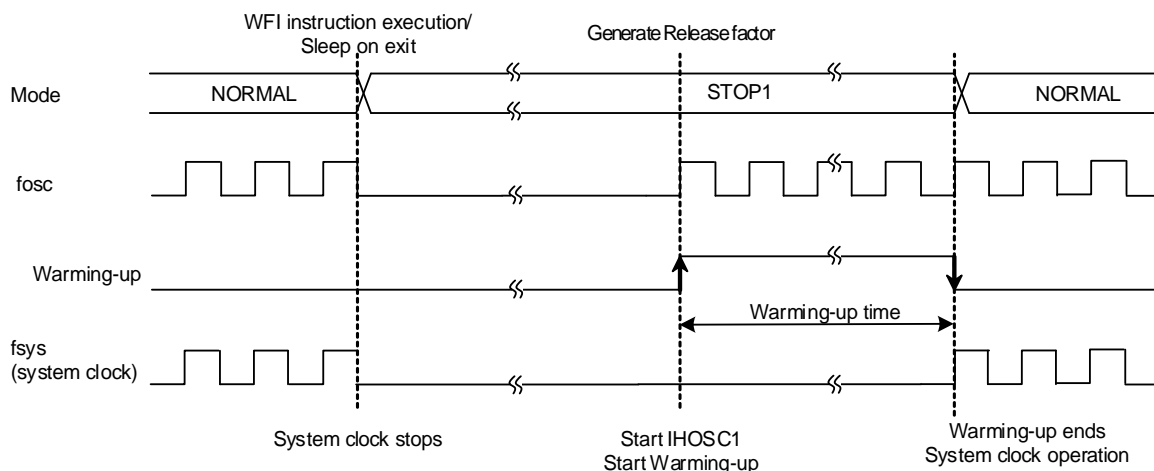 WFI instruction execution/
Sleep on exit
Generate Release factor
Mode
NORMAL
STOP1
NORMAL
fosc
Warming-up
Warming-up time
fsys
(system clock)
System clock stops
Start IHOSC1
Start Warming-up
Warming-up ends
System clock operation